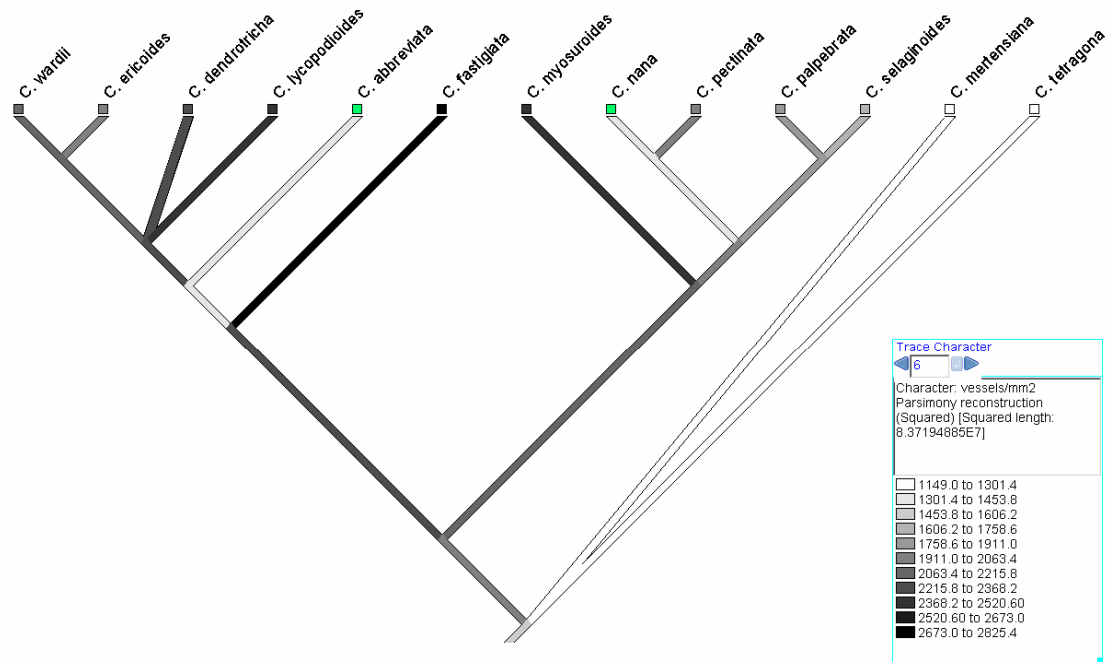 C. wardii
C. ericoides
C. dendrotricha
C. lycopodioides
C. abbreviata
C. fastigiata
C. myosuroides
C. nana
C. pectinata
C. palpebrata
C. selaginoides
C. mertensiana
C. tetragona
Trace Character
6
Character: vessels/mm2
Parsimony reconstruction
(Squared) [Squared length:
8.37194885E7]
1149.0 to 1301.4
1301.4 to 1453.8
1453.8 to 1606.2
1606.2 to 1758.6
1758.6 to 1911.0
1911.0 to 2063.4
2063.4 to 2215.8
2215.8 to 2368.2
2368.2 to 2520.60
2520.60 to 2673.0
2673.0 to 2825.4